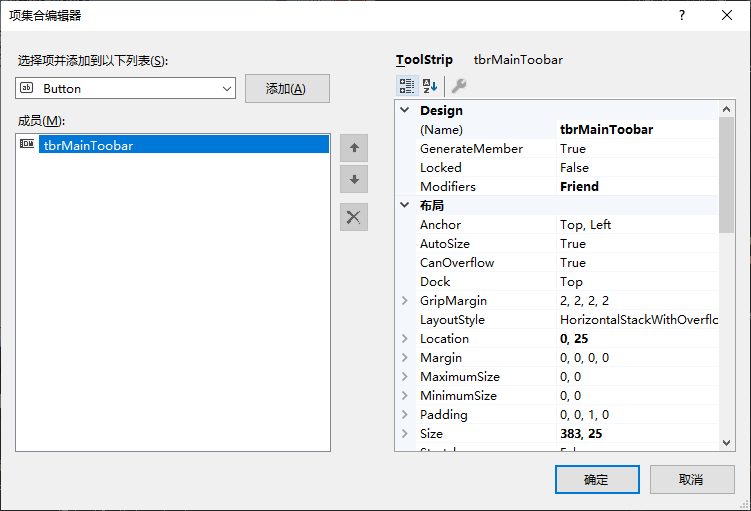 项集合编辑器
?
选择项并添加到以下列表(S):
Button
添加(A)
成员(M):
tbrMainToobar
ToolStrip tbrMainToobar
Design
(Name) tbrMainToobar
GenerateMember True
Locked False
Modifiers Friend
布局
Anchor Top, Left
AutoSize True
CanOverflow True
Dock Top
GripMargin 2, 2, 2, 2
LayoutStyle HorizontalStackWithOverflo
Location 0, 25
Margin 0, 0, 0, 0
MaximumSize 0, 0
MinimumSize 0, 0
Padding 0, 0, 1, 0
Size 383, 25
确定
取消